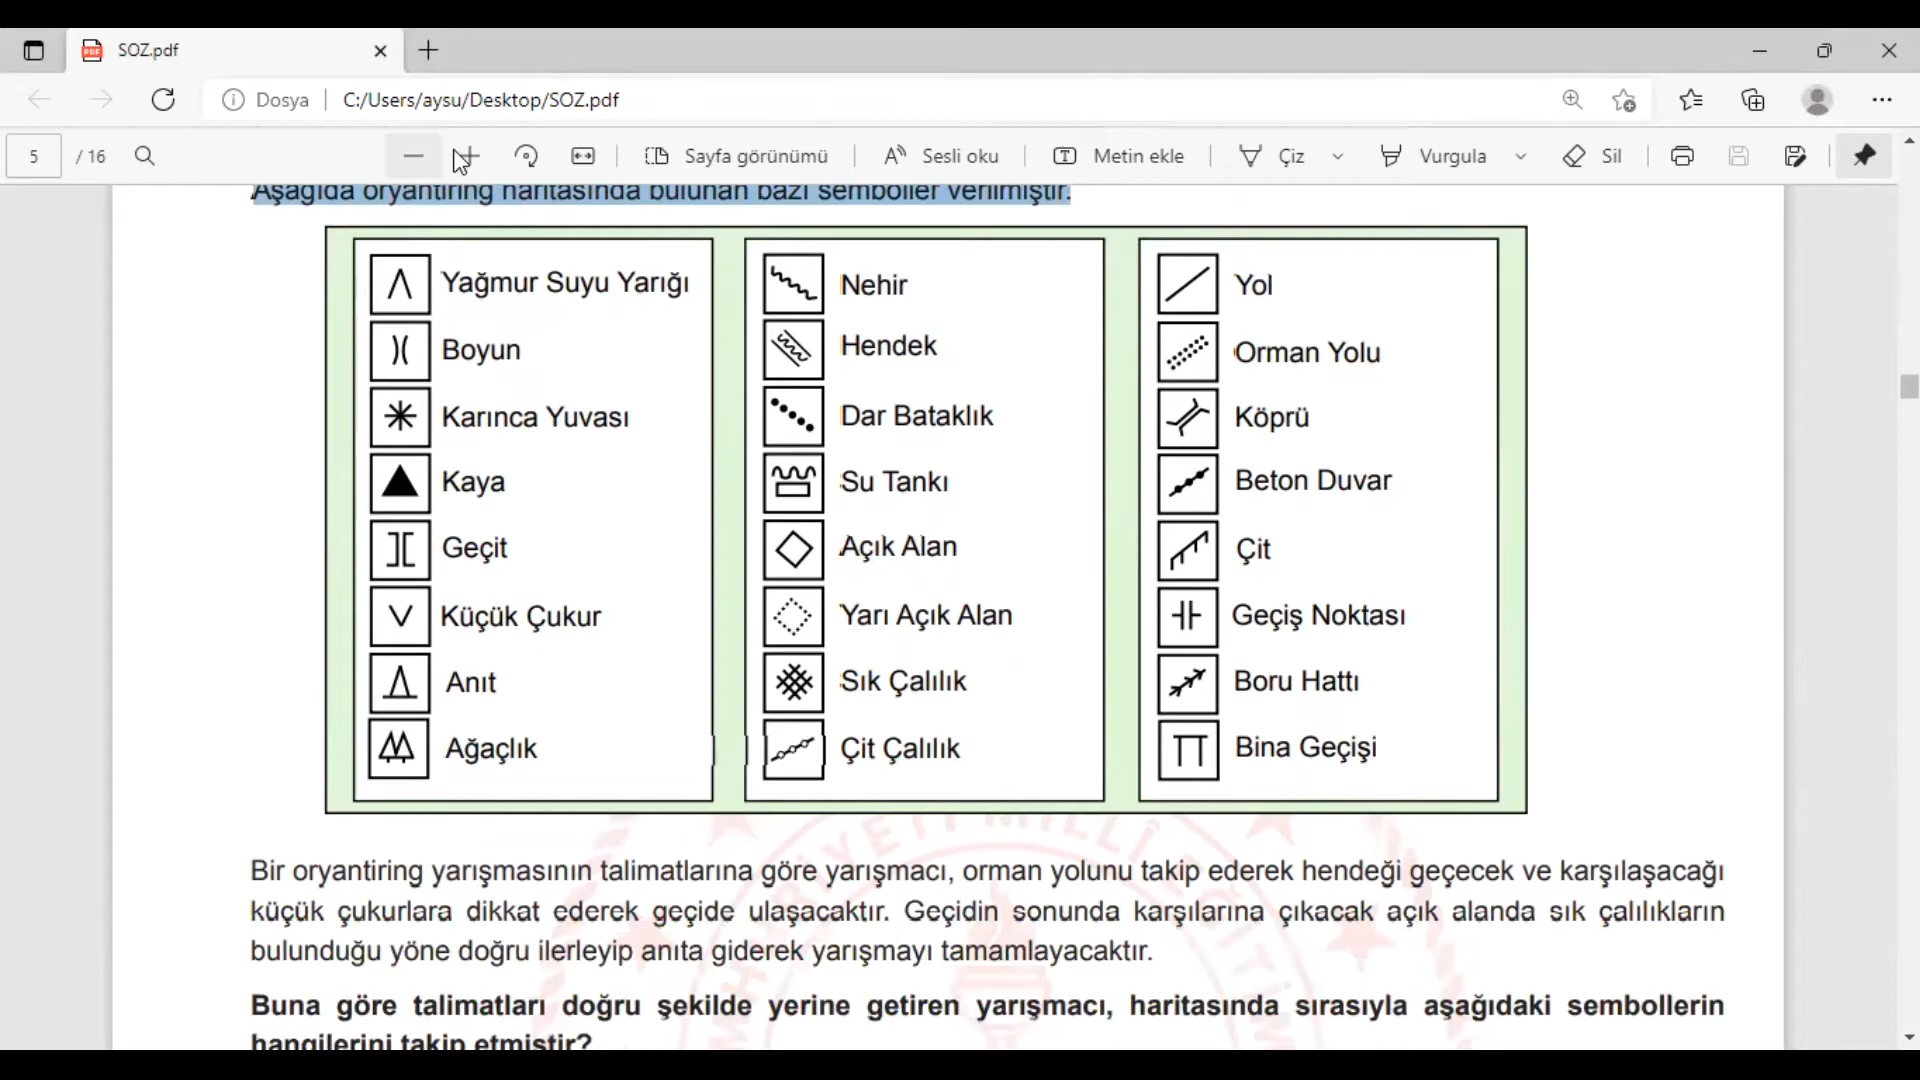 SOZ.pdf
Dosya C:/Users/aysu/Desktop/SOZ.pdf
5 / 16 Sayfa görünümü Sesli oku Metin ekle Çiz Vurgula Sil
Aşağıda oryantiring haritasında bulunan bazı semboller verilmiştir.
Yağmur Suyu Yarığı
Boyun
Karınca Yuvası
Kaya
Geçit
Küçük Çukur
Anıt
Ağaçlık
Nehir
Hendek
Dar Bataklık
Su Tankı
Açık Alan
Yarı Açık Alan
Sık Çalılık
Çit Çalılık
Yol
Orman Yolu
Köprü
Beton Duvar
Çit
Geçiş Noktası
Boru Hattı
Bina Geçişi
Bir oryantiring yarışmasının talimatlarına göre yarışmacı, orman yolunu takip ederek hendeği geçecek ve karşılaşacağı
küçük çukurlara dikkat ederek geçide ulaşacaktır. Geçidin sonunda karşılarına çıkacak açık alanda sık çalılıkların
bulunduğu yöne doğru ilerleyip anıta giderek yarışmayı tamamlayacaktır.
Buna göre talimatları doğru şekilde yerine getiren yarışmacı, haritasında sırasıyla aşağıdaki sembollerin
hangilerini takip etmiştir?